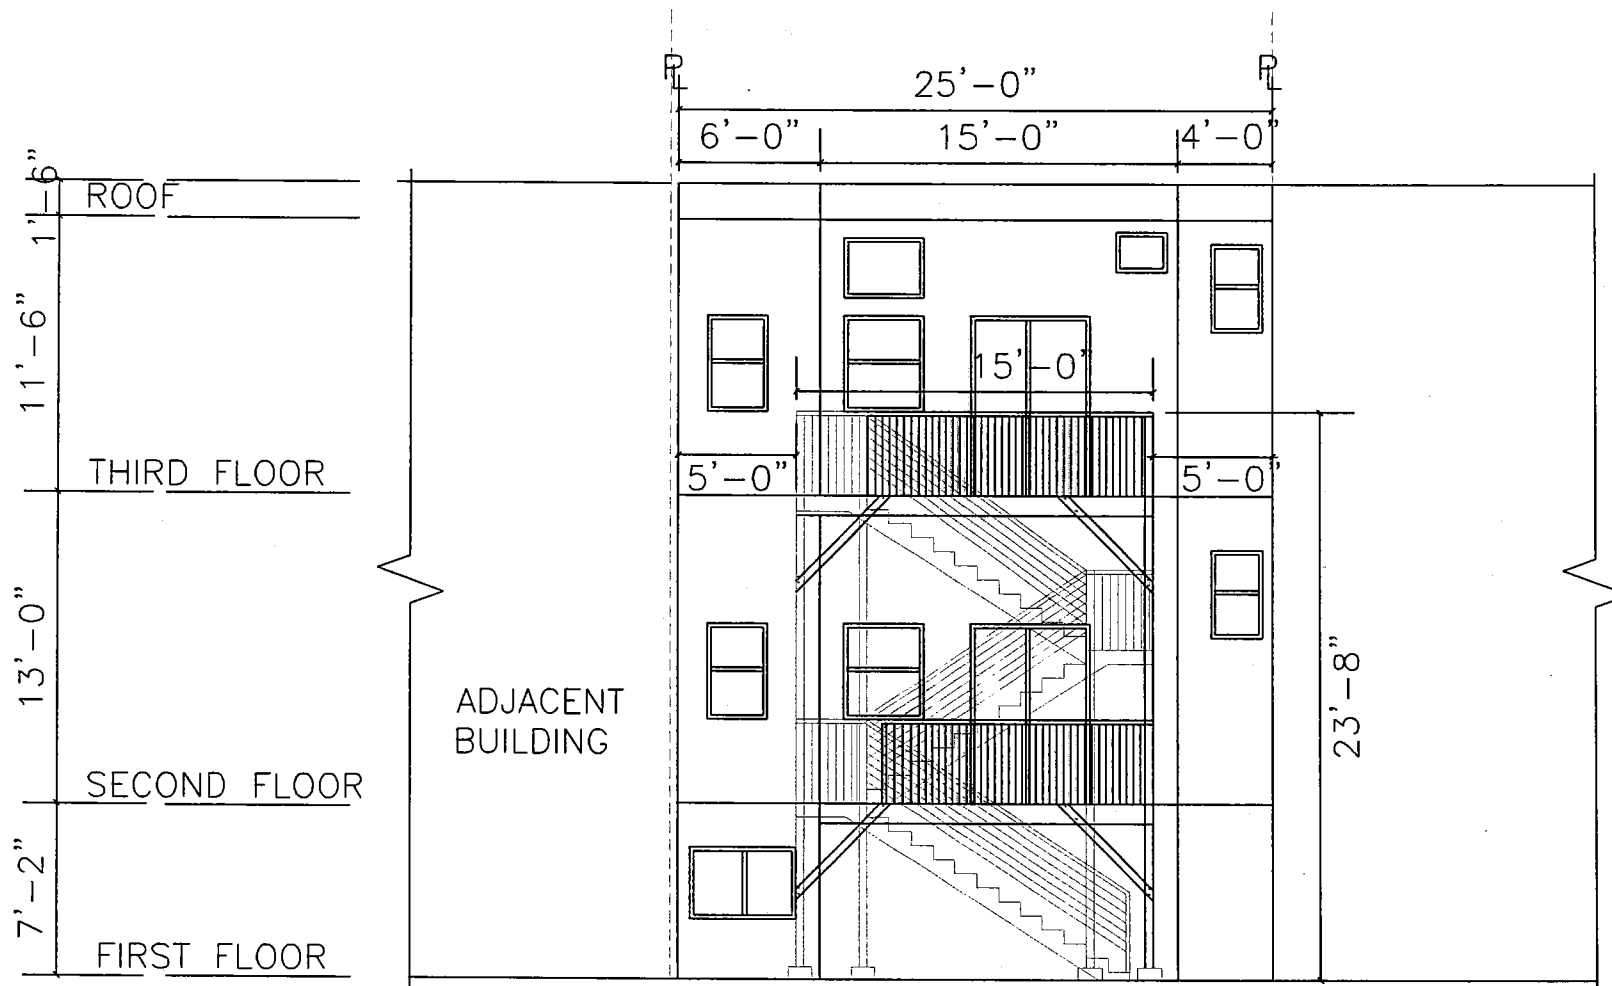 PL
PL
25'-0"
6'-0"
15'-0"
4'-0"
1'-6"
ROOF
11'-6"
15'-0"
THIRD FLOOR
5'-0"
5'-0"
13'-0"
23'-8"
ADJACENT
BUILDING
SECOND FLOOR
7'-2"
FIRST FLOOR